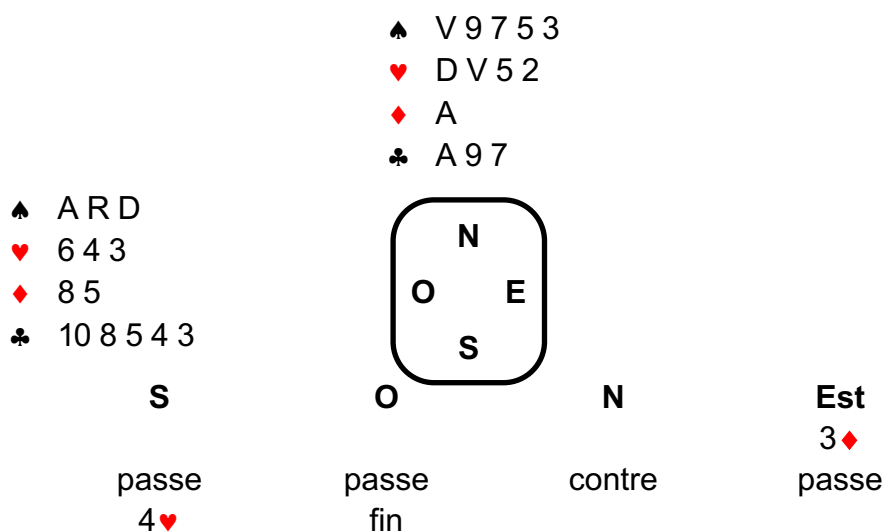 ♠ V 9 7 5 3
♥ D V 5 2
♦ A
♣ A 9 7
♠ A R D
♥ 6 4 3
♦ 8 5
♣ 10 8 5 4 3
N
O E
S
S O N Est
3♦
passe passe contre passe
4♥ fin